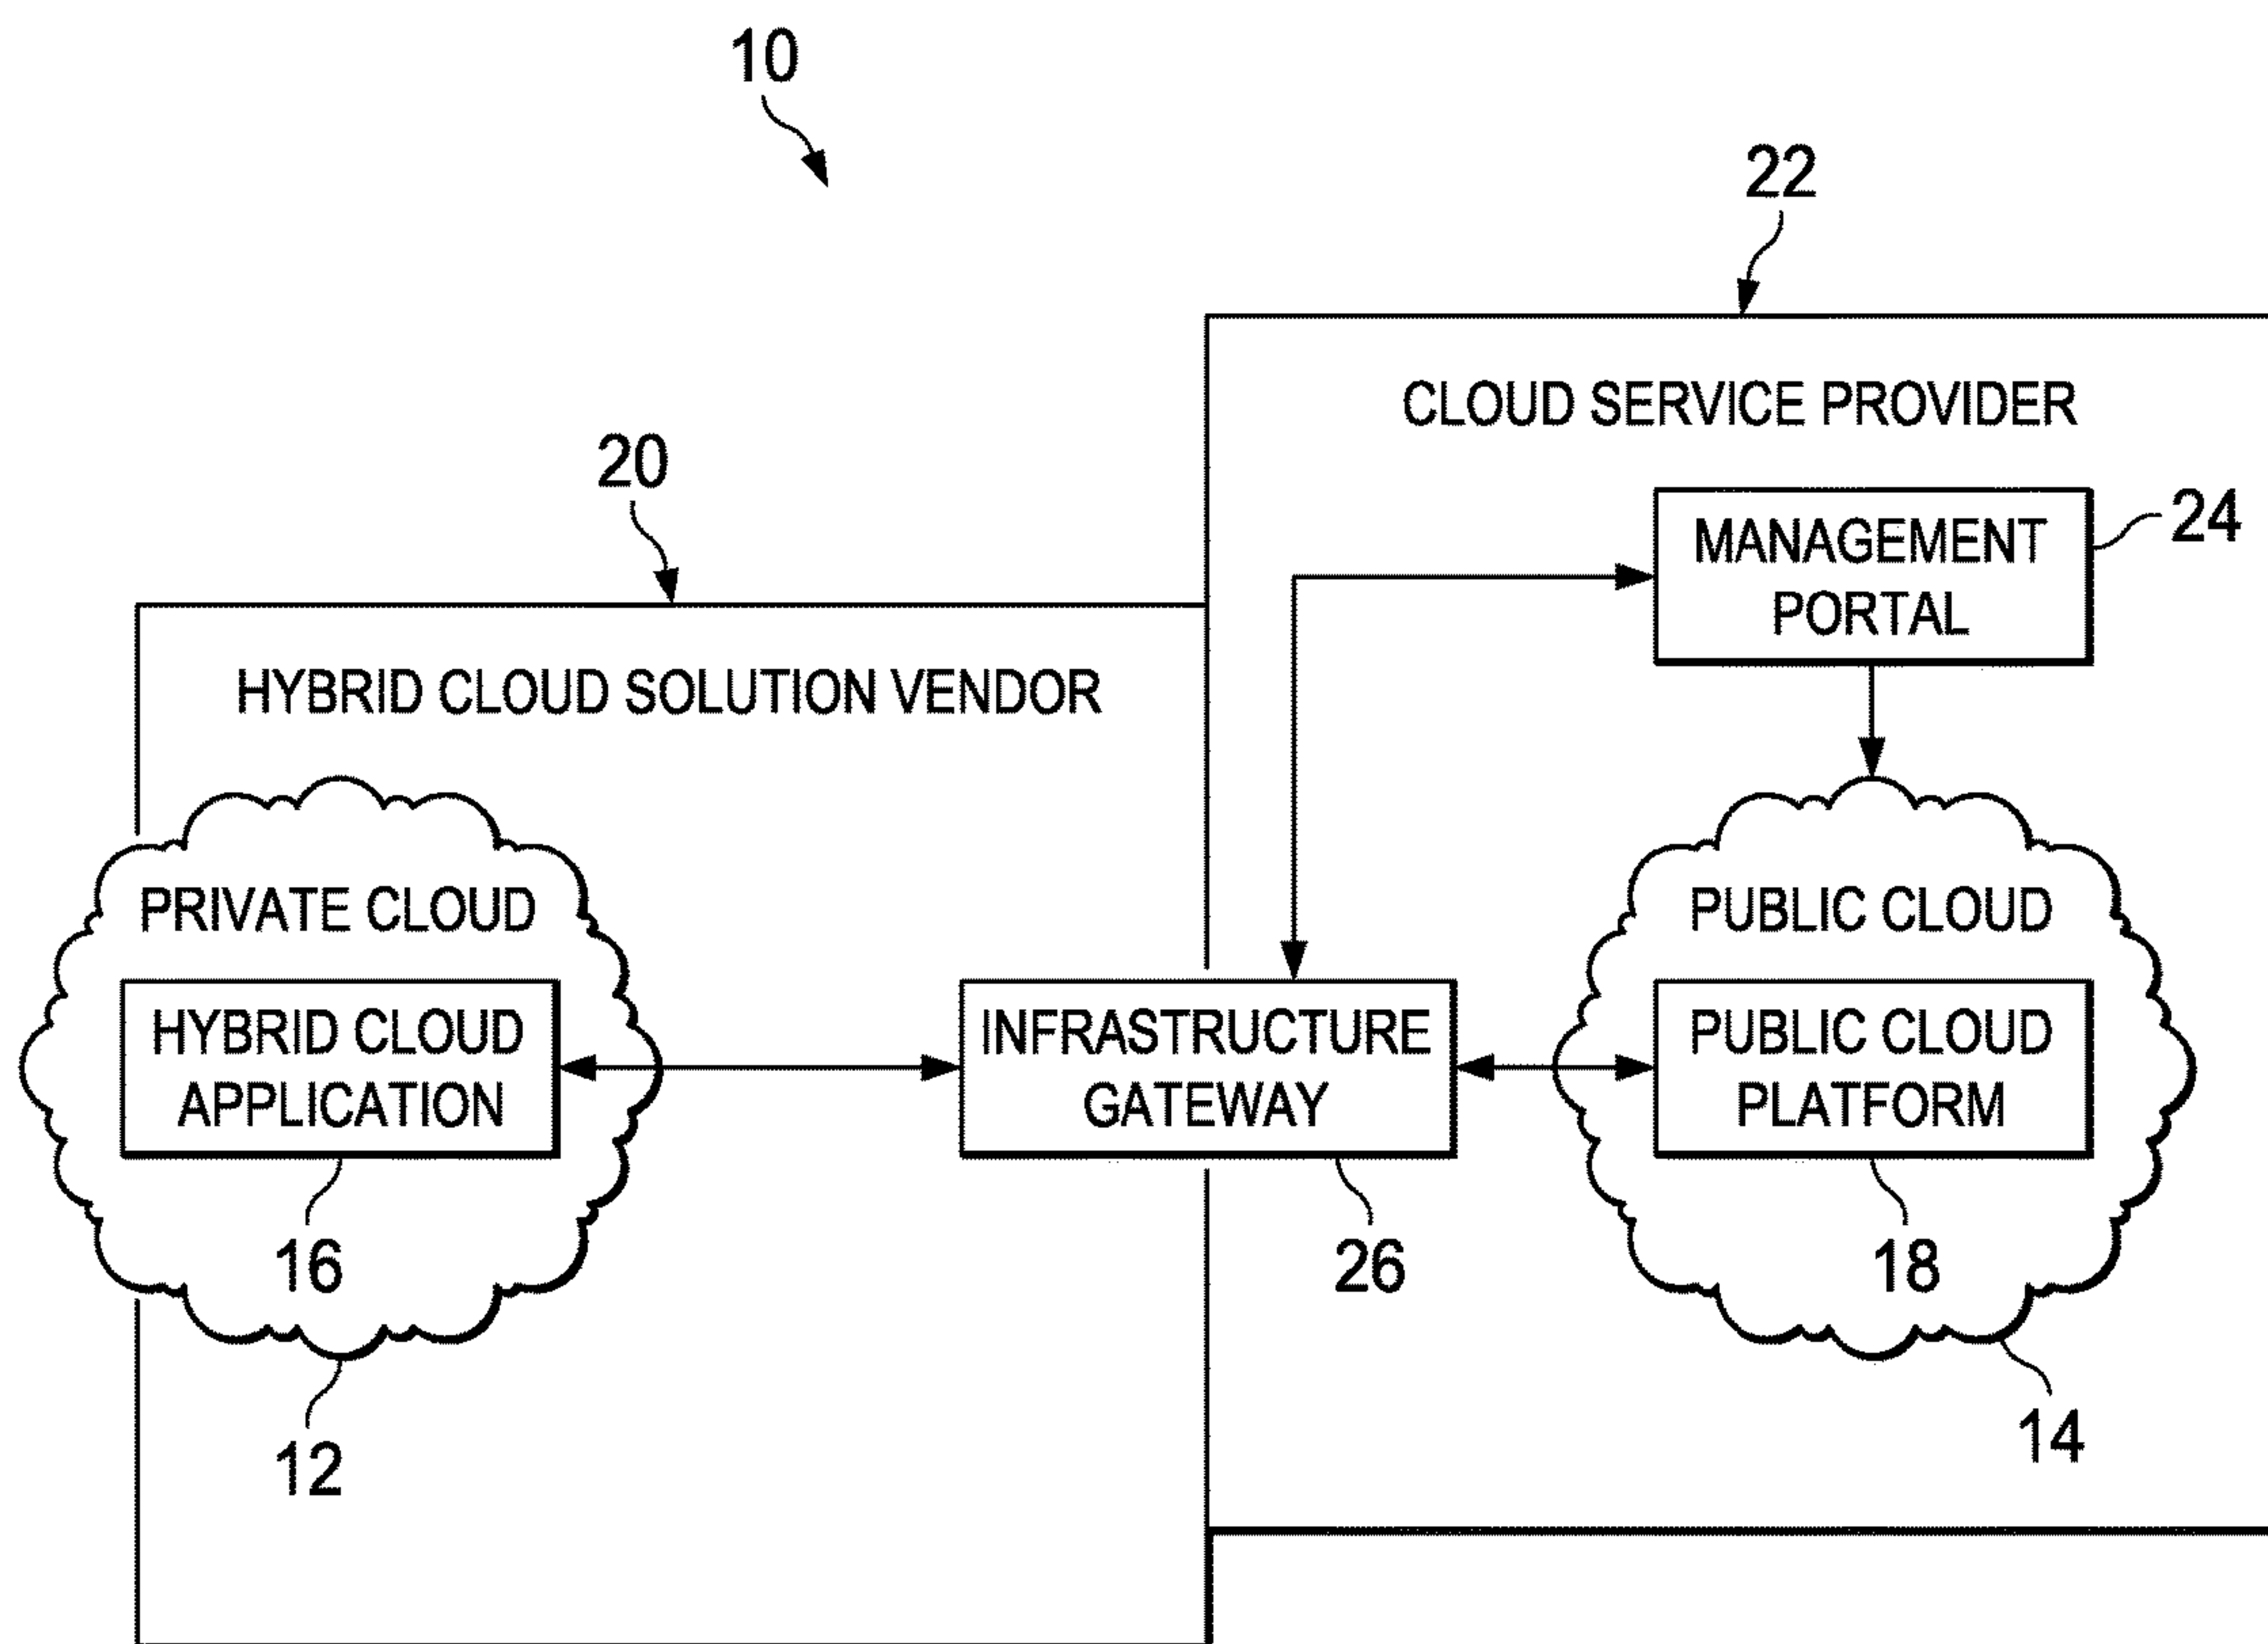 10
22
CLOUD SERVICE PROVIDER
20
MANAGEMENT
PORTAL
24
HYBRID CLOUD SOLUTION VENDOR
PRIVATE CLOUD
HYBRID CLOUD
APPLICATION
16
12
INFRASTRUCTURE
GATEWAY
26
PUBLIC CLOUD
PUBLIC CLOUD
PLATFORM
18
14